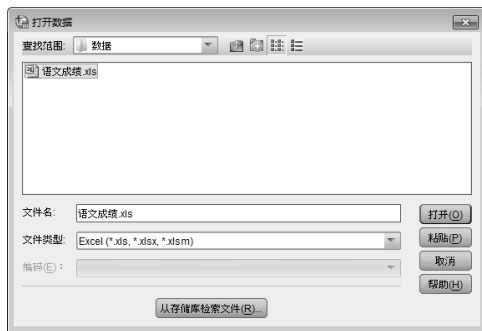 打开数据
查找范围: 数据
语文成绩.xls
文件名: 语文成绩.xls 打开(O)
文件类型: Excel (*.xls, *.xlsx, *.xlsm) 粘贴(P)
编码(E): 取消
帮助(H)
从存储库检索文件(R)...